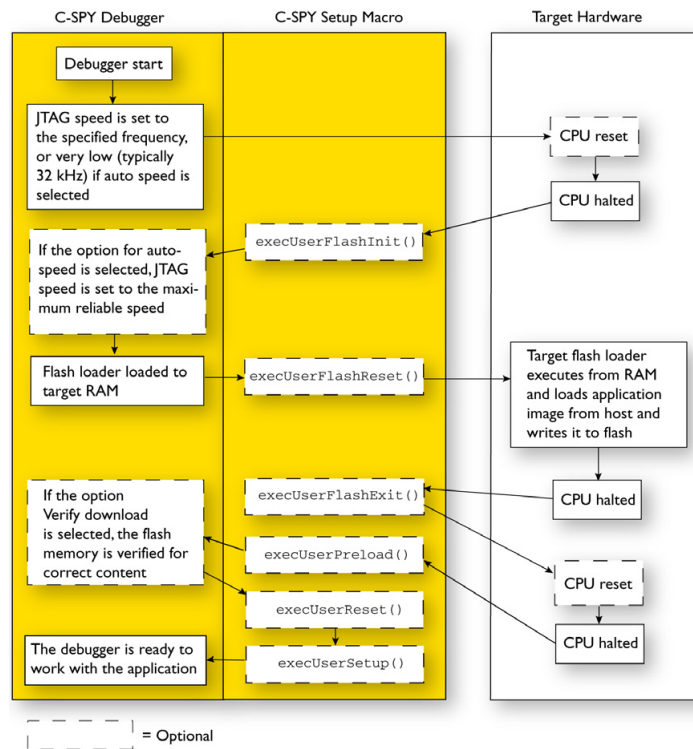 C-SPY Debugger
C-SPY Setup Macro
Target Hardware
Debugger start
JTAG speed is set to
the specified frequency,
or very low (typically
32 kHz) if auto speed is
selected
CPU reset
CPU halted
execUserFlashInit()
If the option for auto-
speed is selected, JTAG
speed is set to the maxi-
mum reliable speed
Flash loader loaded to
target RAM
execUserFlashReset()
Target flash loader
executes from RAM
and loads application
image from host and
writes it to flash
CPU halted
execUserFlashExit()
If the option
Verify download
is selected, the flash
memory is verified for
correct content
execUserPreload()
CPU reset
CPU halted
execUserReset()
execUserSetup()
The debugger is ready to
work with the application
= Optional